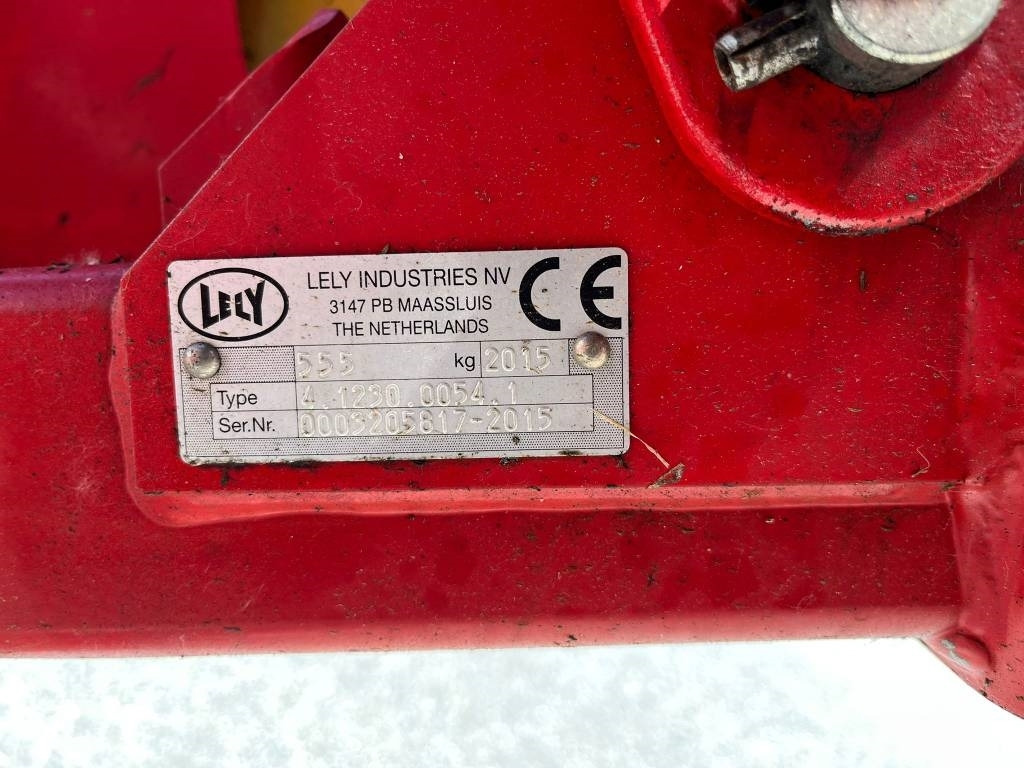 LELY
LELY INDUSTRIES NV
3147 PB MAASSLUIS
THE NETHERLANDS
CE
555 kg 2015
Type 4.1230.0054.1
Ser.Nr. 0003205817-2015